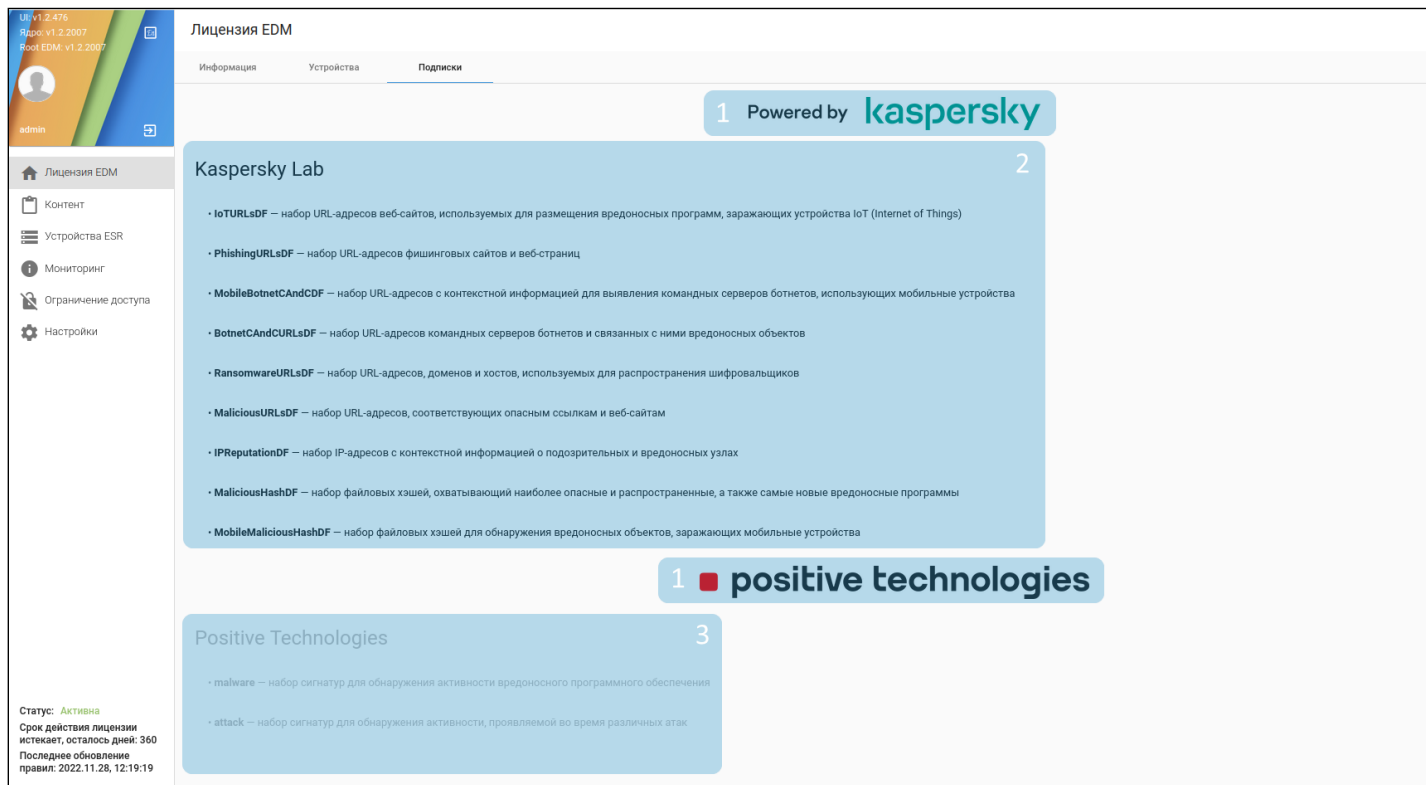 UI: v1.2.476
Ядро: v1.2.2007
Root EDM: v1.2.2007
admin
Лицензия EDM
Контент
Устройства ESR
Мониторинг
Ограничение доступа
Настройки
Статус: Активна
Срок действия лицензии
истекает, осталось дней: 360
Последнее обновление
правил: 2022.11.28, 12:19:19
Лицензия EDM
Информация Устройства Подписки
1 Powered by kaspersky
Kaspersky Lab 2
• IoTURLsDF — набор URL-адресов веб-сайтов, используемых для размещения вредоносных программ, заражающих устройства IoT (Internet of Things)
• PhishingURLsDF — набор URL-адресов фишинговых сайтов и веб-страниц
• MobileBotnetCAndCDF — набор URL-адресов с контекстной информацией для выявления командных серверов ботнетов, использующих мобильные устройства
• BotnetCAndCURLsDF — набор URL-адресов командных серверов ботнетов и связанных с ними вредоносных объектов
• RansomwareURLsDF — набор URL-адресов, доменов и хостов, используемых для распространения шифровальщиков
• MaliciousURLsDF — набор URL-адресов, соответствующих опасным ссылкам и веб-сайтам
• IPReputationDF — набор IP-адресов с контекстной информацией о подозрительных и вредоносных узлах
• MaliciousHashDF — набор файловых хэшей, охватывающий наиболее опасные и распространенные, а также самые новые вредоносные программы
• MobileMaliciousHashDF — набор файловых хэшей для обнаружения вредоносных объектов, заражающих мобильные устройства
1 positive technologies
Positive Technologies 3
• malware — набор сигнатур для обнаружения активности вредоносного программного обеспечения
• attack — набор сигнатур для обнаружения активности, проявляемой во время различных атак